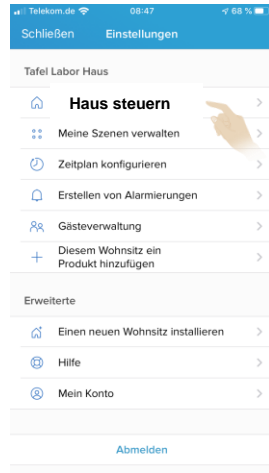 Telekom.de 08:47 68 %
Schließen Einstellungen
Tafel Labor Haus
Haus steuern
Meine Szenen verwalten
Zeitplan konfigurieren
Erstellen von Alarmierungen
Gästeverwaltung
Diesem Wohnsitz ein
Produkt hinzufügen
Erweiterte
Einen neuen Wohnsitz installieren
Hilfe
Mein Konto
Abmelden